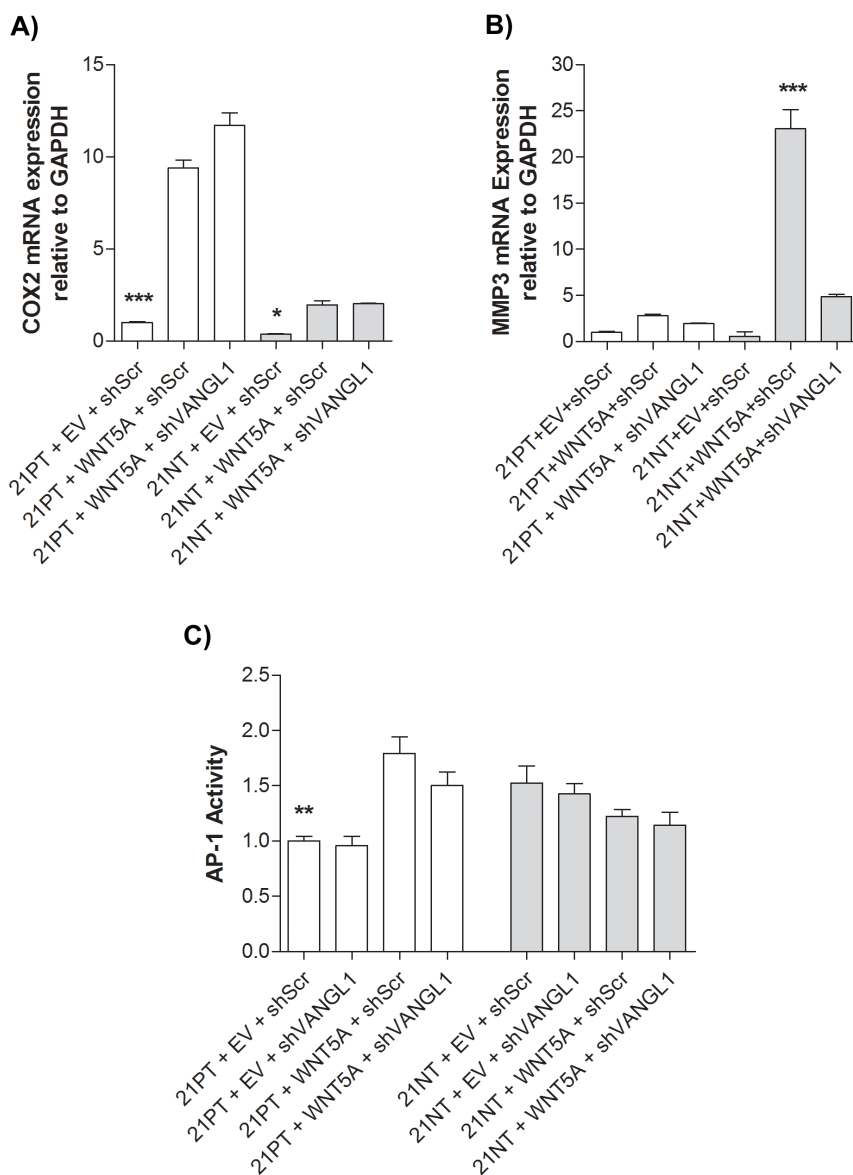 A)
COX2 mRNA expression
relative to GAPDH
15
10
5
0
***
*
21PT + EV + shScr
21PT + WNT5A + shScr
21PT + WNT5A + shVANGL1
21NT + EV + shScr
21NT + WNT5A + shScr
21NT + WNT5A + shVANGL1
B)
MMP3 mRNA Expression
relative to GAPDH
30
25
20
15
10
5
0
***
21PT+EV+shScr
21PT+WNT5A+shScr
21PT + WNT5A + shVANGL1
21NT+EV+shScr
21NT+WNT5A+shScr
21NT+WNT5A+shVANGL1
C)
AP-1 Activity
2.5
2.0
1.5
1.0
0.5
0.0
**
21PT + EV + shScr
21PT + EV + shVANGL1
21PT + WNT5A + shScr
21PT + WNT5A + shVANGL1
21NT + EV + shScr
21NT + EV + shVANGL1
21NT + WNT5A + shScr
21NT + WNT5A + shVANGL1